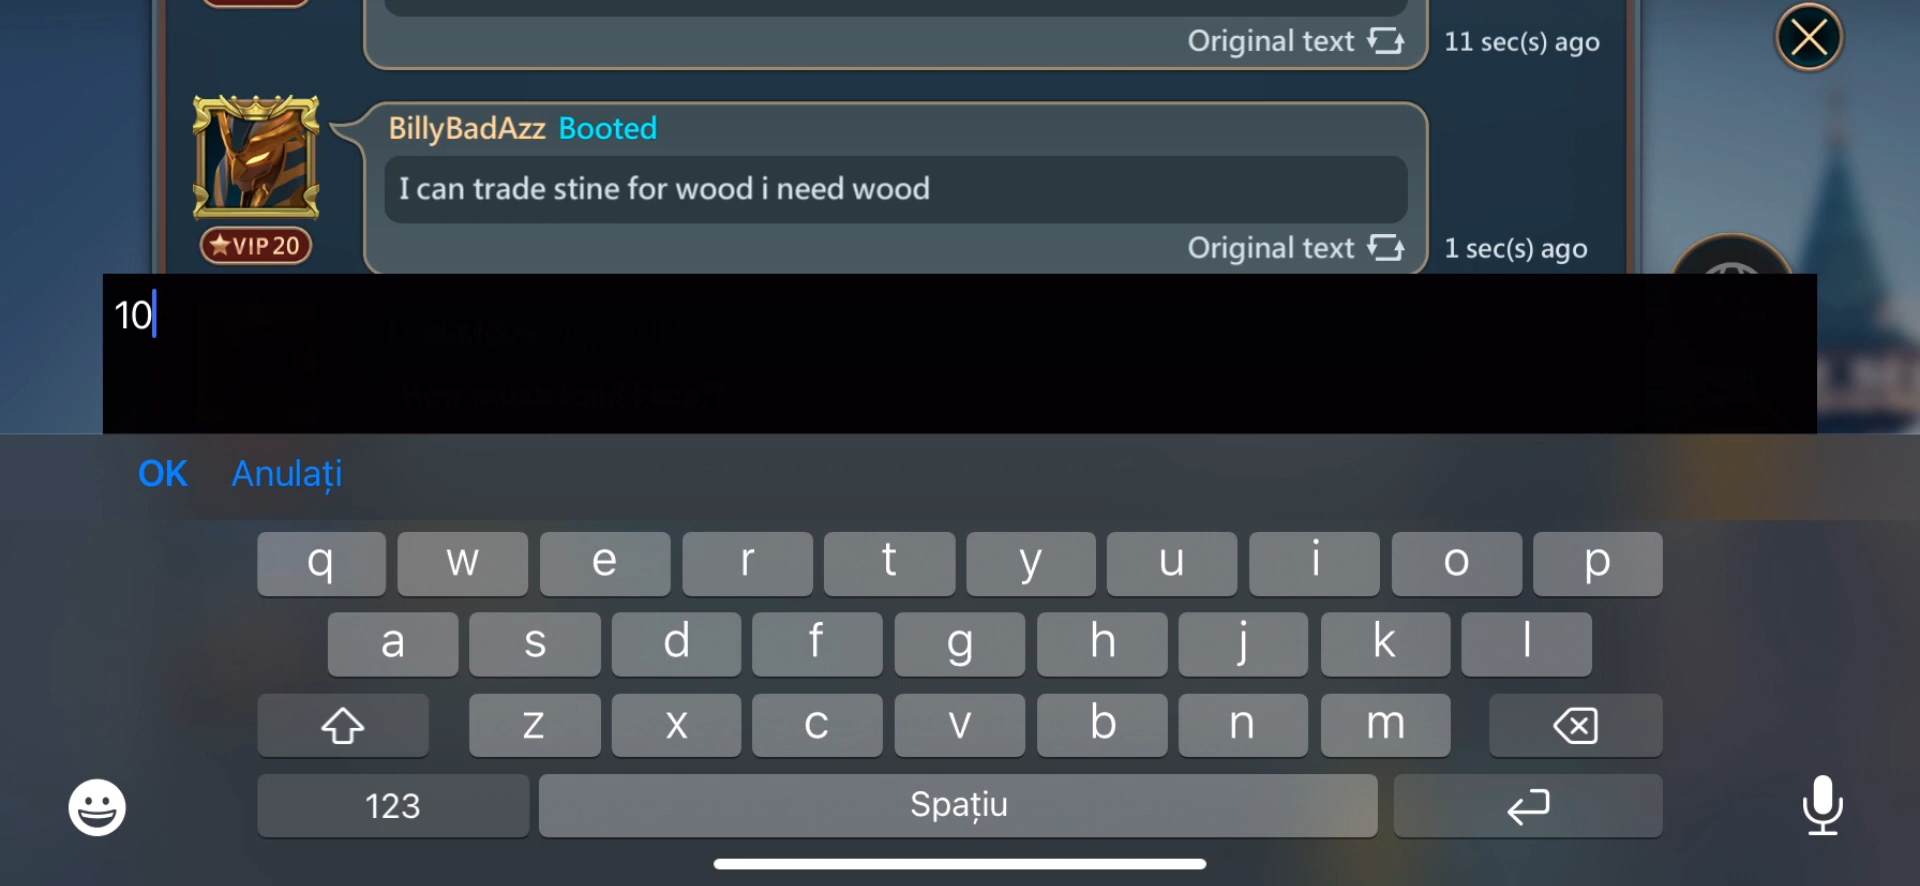 Original text
11 sec(s) ago
BillyBadAzz Booted
I can trade stine for wood i need wood
VIP 20
Original text
1 sec(s) ago
10
OK Anulați
q w e r t y u i o p
a s d f g h j k l
z x c v b n m
123 Spațiu